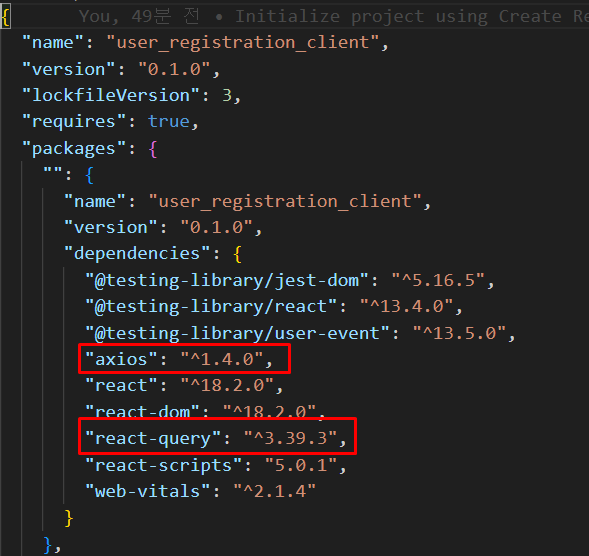 { You, 49분 전 • Initialize project using Create Re
"name": "user_registration_client",
"version": "0.1.0",
"lockfileVersion": 3,
"requires": true,
"packages": {
"": {
"name": "user_registration_client",
"version": "0.1.0",
"dependencies": {
"@testing-library/jest-dom": "^5.16.5",
"@testing-library/react": "^13.4.0",
"@testing-library/user-event": "^13.5.0",
"axios": "^1.4.0",
"react": "^18.2.0",
"react-dom": "^18.2.0",
"react-query": "^3.39.3",
"react-scripts": "5.0.1",
"web-vitals": "^2.1.4"
}
},